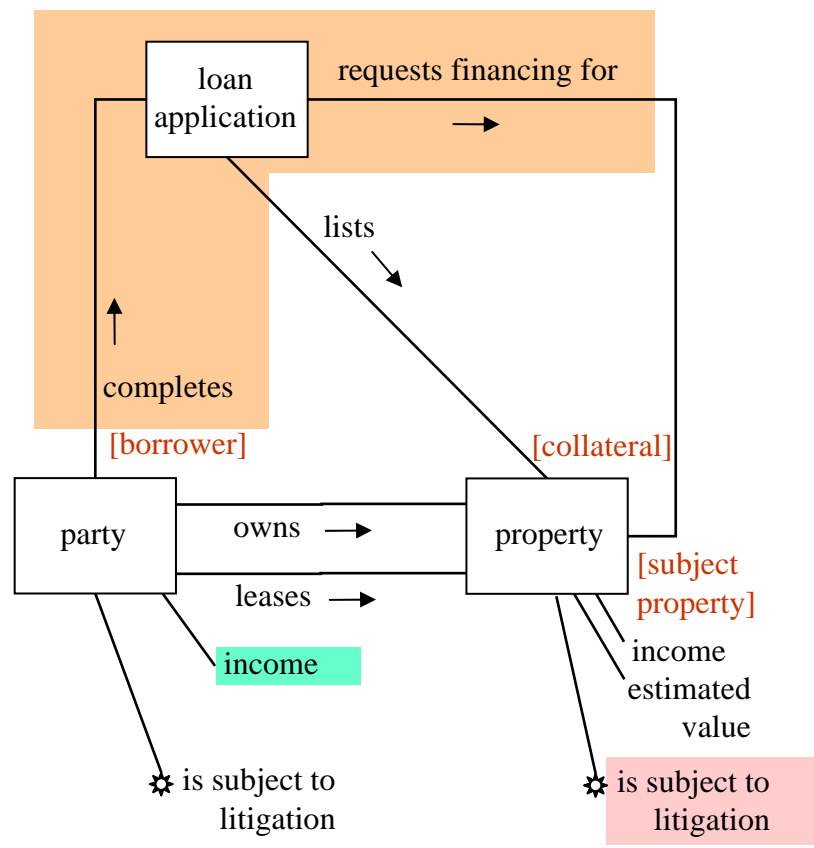 loan
application
requests financing for
lists
completes
[borrower]
[collateral]
party
owns
property
leases
[subject
property]
income
income
estimated
value
is subject to
litigation
is subject to
litigation